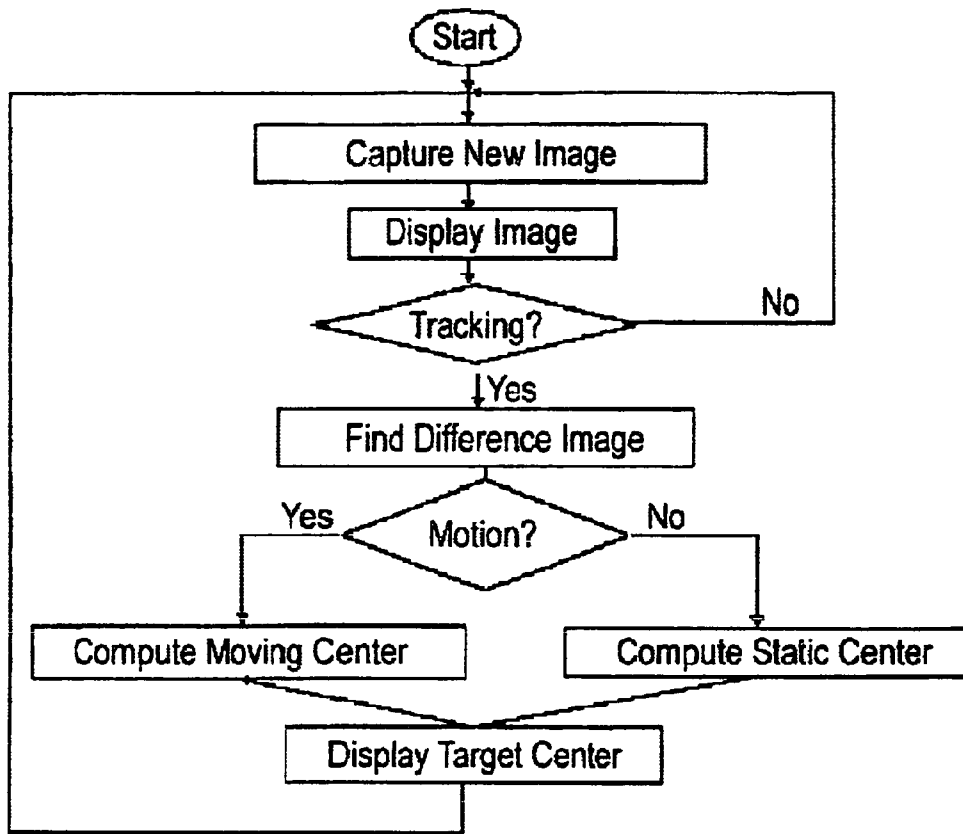 Start
Capture New Image
Display Image
Tracking?
No
Yes
Find Difference Image
Yes
Motion?
No
Compute Moving Center
Compute Static Center
Display Target Center